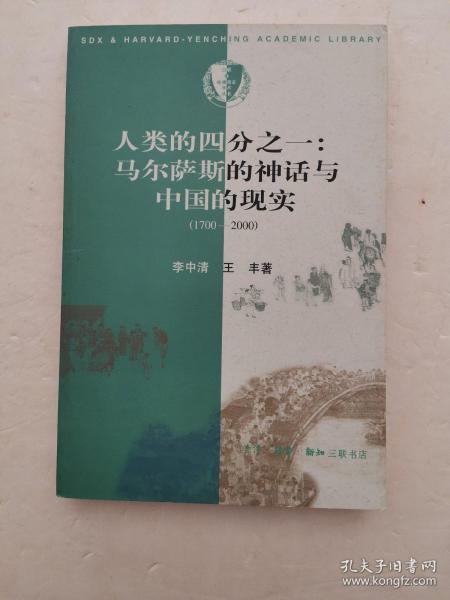 SDX & HARVARD-YENCHING ACADEMIC LIBRARY
人类的四分之一：
马尔萨斯的神话与
中国的现实
(1700—2000)
李中清 王 丰著
生活·读书·新知三联书店
孔夫子旧书网
www.kongfz.com